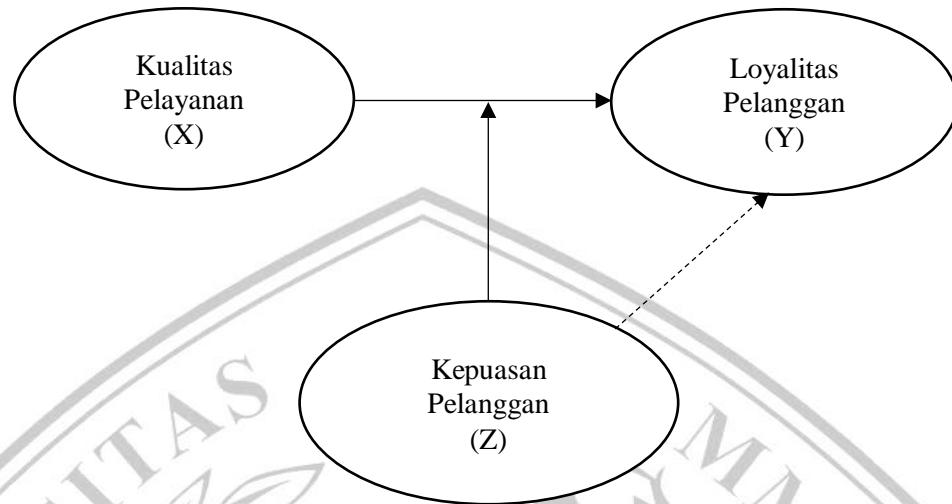 Kualitas
Pelayanan
(X)
Loyalitas
Pelanggan
(Y)
Kepuasan
Pelanggan
(Z)